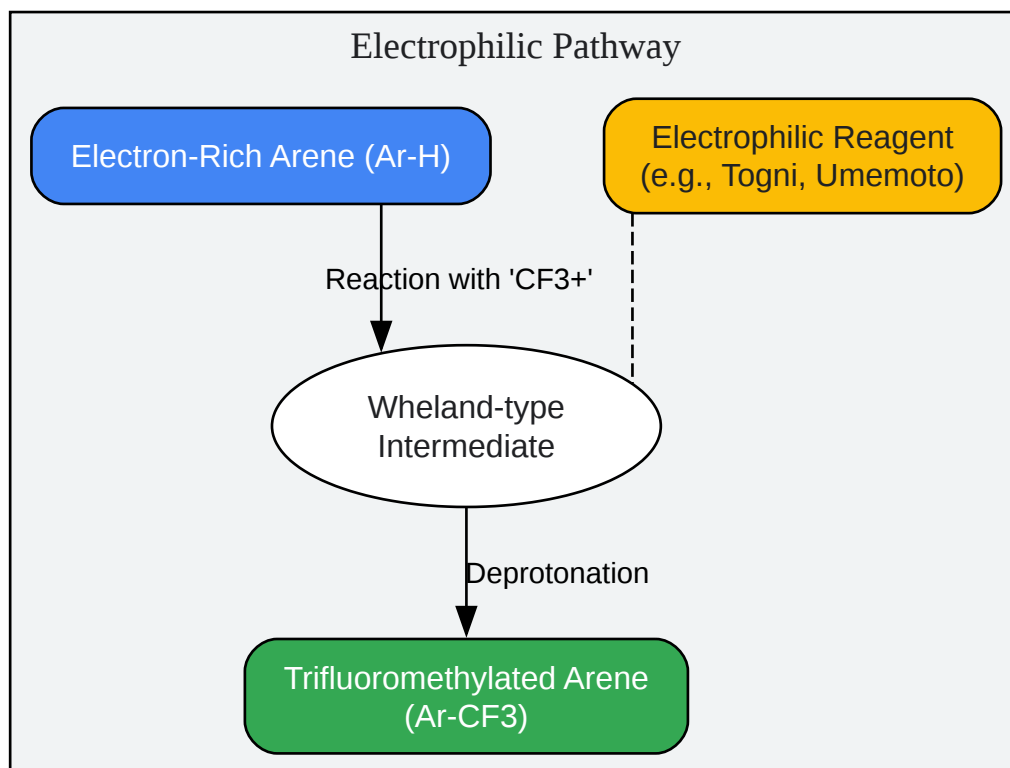 Electrophilic Pathway
Electron-Rich Arene (Ar-H)
Electrophilic Reagent
(e.g., Togni, Umemoto)
Reaction with 'CF3+'
Wheland-type
Intermediate
Deprotonation
Trifluoromethylated Arene
(Ar-CF3)